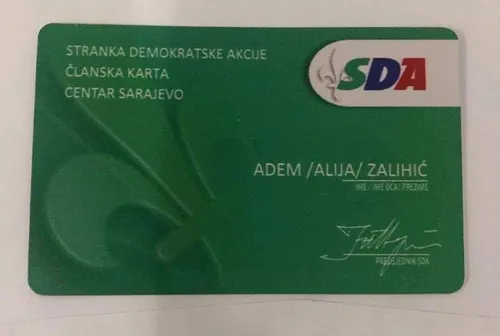 STRANKA DEMOKRATSKE AKCIJE
ČLANSKA KARTA
CENTAR SARAJEVO
SDA
ADEM /ALIJA/ ZALIHIĆ
IME / IME OCA / PREZIME
PREDSJEDNIK SDA